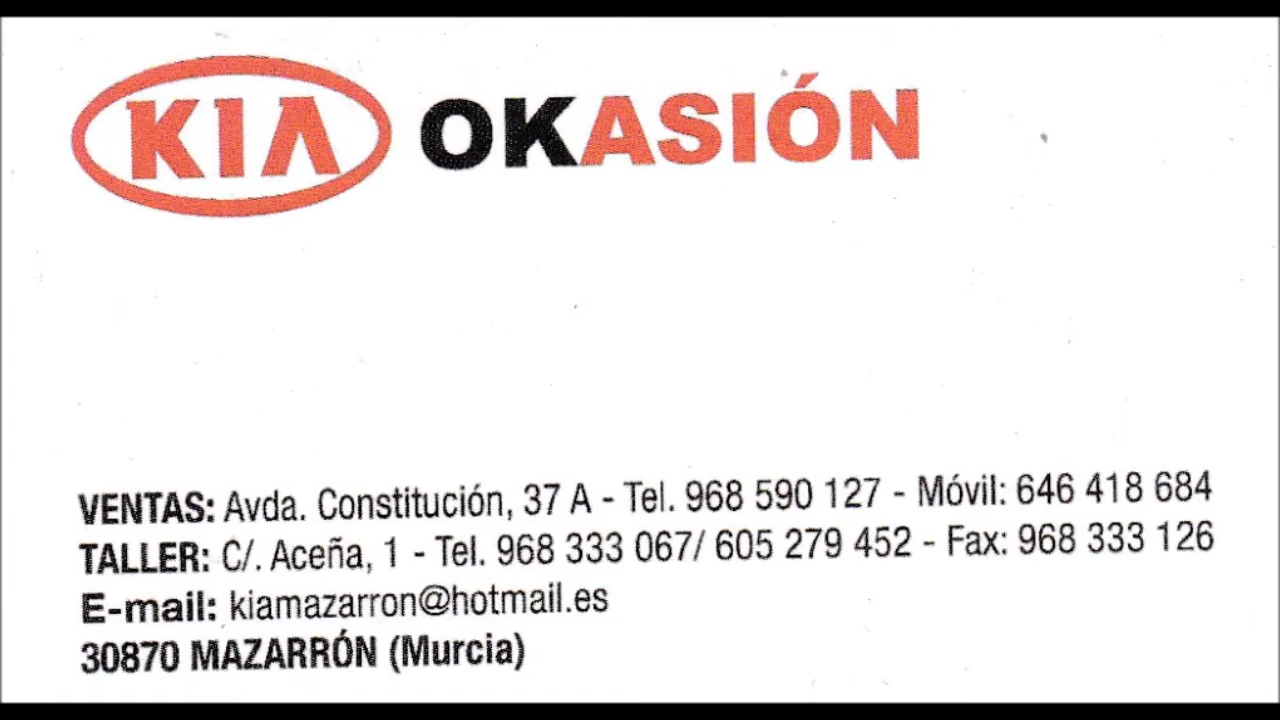 KIA OKASIÓN
VENTAS: Avda. Constitución, 37 A - Tel. 968 590 127 - Móvil: 646 418 684
TALLER: C/. Aceña, 1 - Tel. 968 333 067/ 605 279 452 - Fax: 968 333 126
E-mail: kiamazarron@hotmail.es
30870 MAZARRÓN (Murcia)